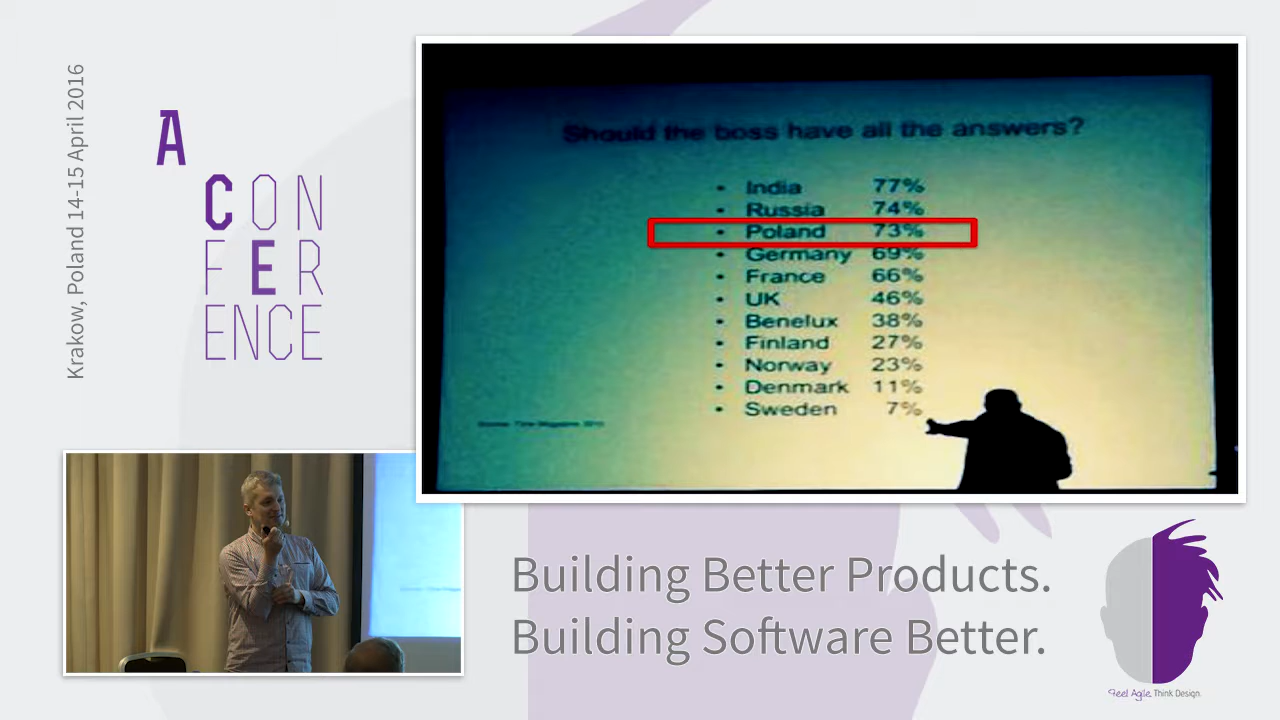 Krakow, Poland 14-15 April 2016
A
CON
FER
ENCE
Should the boss have all the answers?
• India 77%
• Russia 74%
• Poland 73%
• Germany 69%
• France 66%
• UK 46%
• Benelux 38%
• Finland 27%
• Norway 23%
• Denmark 11%
• Sweden 7%
Building Better Products.
Building Software Better.
Feel Agile. Think Design.